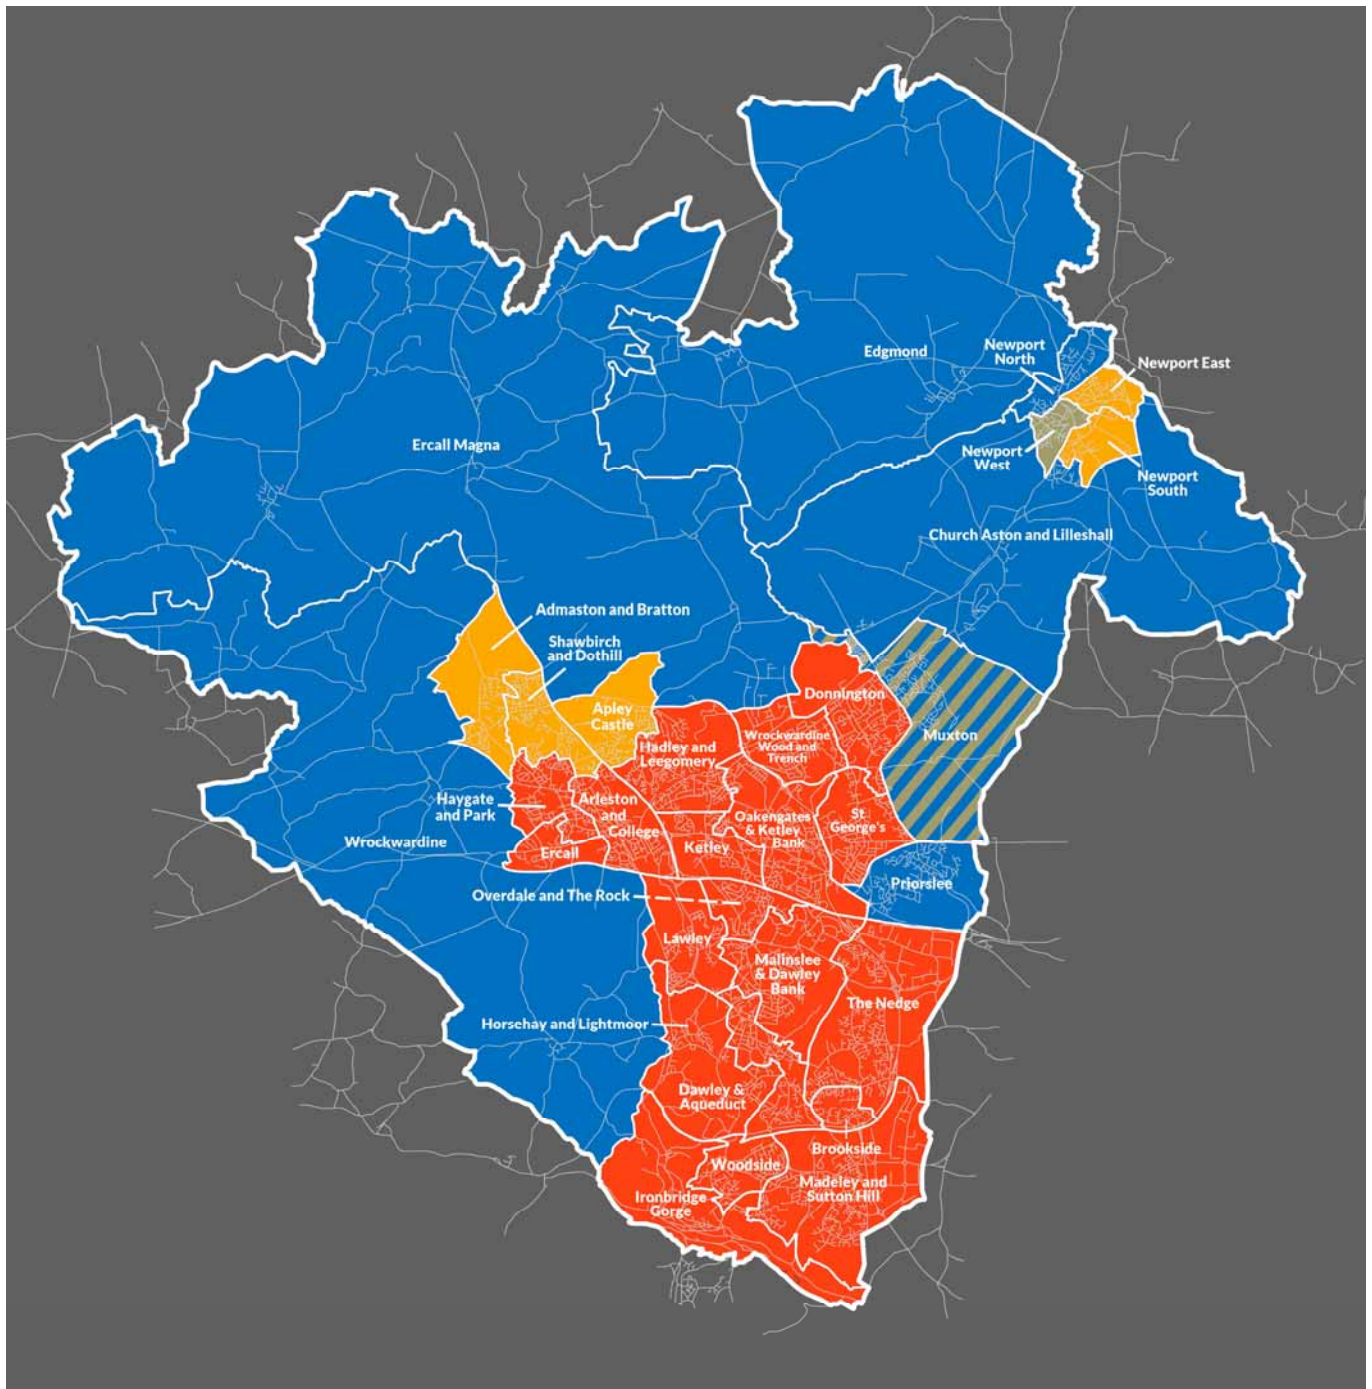 Edgmond
Newport
North
Newport East
Ercall Magna
Newport
West
Newport
South
Church Aston and Lilleshall
Admaston and Bratton
Shawbirch
and Dothill
Apley
Castle
Donnington
Muxton
Hadley and
Leegomery
Wrockwardine
Wood and
Trench
Haygate
and Park
Arleston
and
College
Oakengates
& Ketley
Bank
St
George's
Wrockwardine
Ercall
Ketley
Priorslee
Overdale and The Rock
Lawley
Malinslee
& Dawley
Bank
The Nedge
Horsehay and Lightmoor
Dawley &
Aqueduct
Brookside
Woodside
Madeley and
Sutton Hill
Ironbridge
Gorge